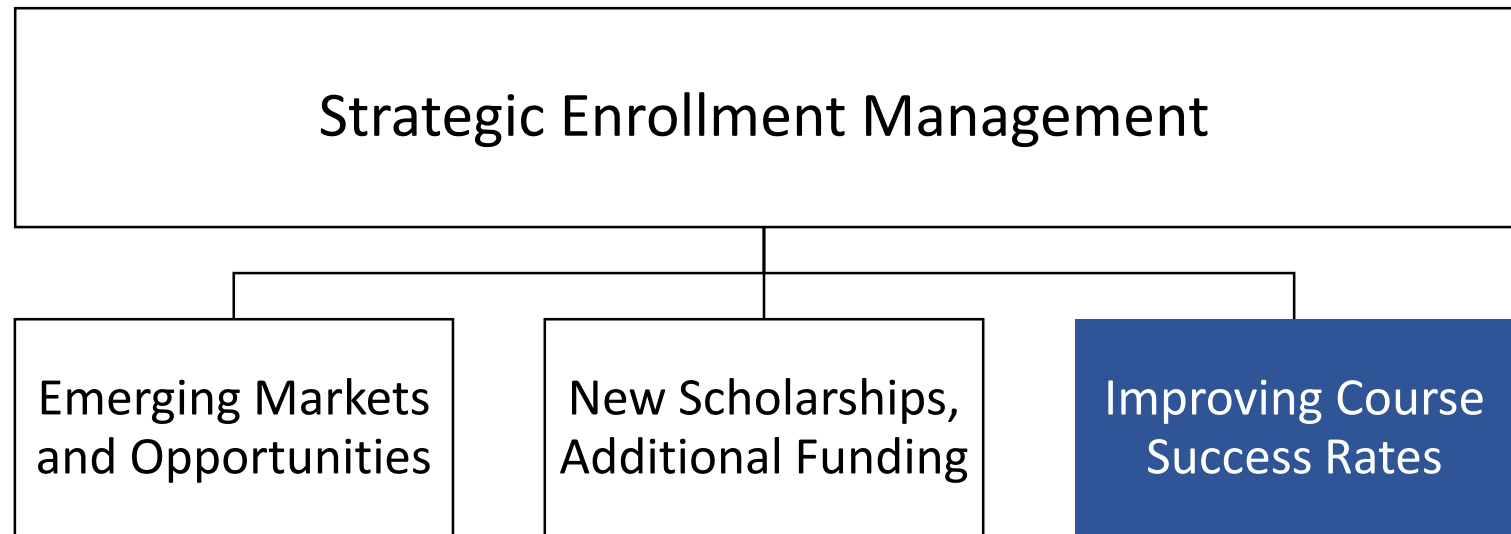 Strategic Enrollment Management
Emerging Markets
and Opportunities
New Scholarships,
Additional Funding
Improving Course
Success Rates